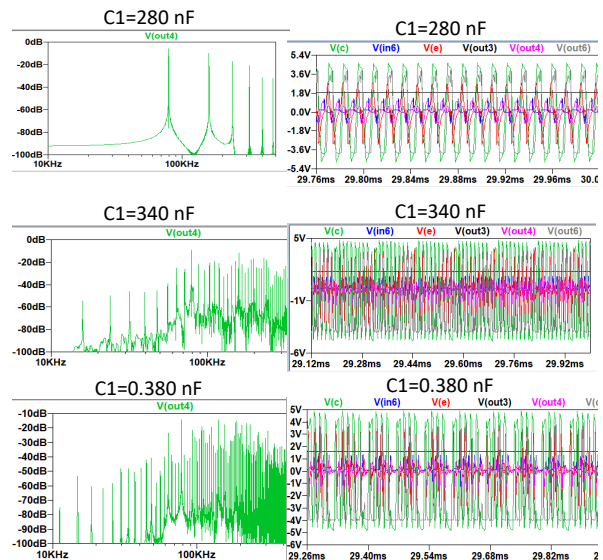 C1=280 nF
V(out4)
0dB
-20dB
-40dB
-60dB
-80dB
-100dB
10KHz 100KHz
C1=280 nF
V(c) V(in6) V(e) V(out3) V(out4) V(out6)
5.4V
3.6V
1.8V
0.0V
-1.8V
-3.6V
-5.4V
29.76ms 29.80ms 29.84ms 29.88ms 29.92ms 29.96ms 30.0
C1=340 nF
V(out4)
0dB
-20dB
-40dB
-60dB
-80dB
-100dB
10KHz 100KHz
C1=340 nF
V(c) V(in6) V(e) V(out3) V(out4) V(out6)
5V
-1V
-6V
29.12ms 29.28ms 29.44ms 29.60ms 29.76ms 29.92ms
C1=0.380 nF
V(out4)
-10dB
-20dB
-30dB
-40dB
-50dB
-60dB
-70dB
-80dB
-90dB
-100dB
10KHz 100KHz
C1=0.380 nF
V(c) V(in6) V(e) V(out3) V(out4) V(o
5V
4V
3V
2V
1V
0V
-1V
-2V
-3V
-4V
-5V
29.26ms 29.40ms 29.54ms 29.68ms 29.82ms